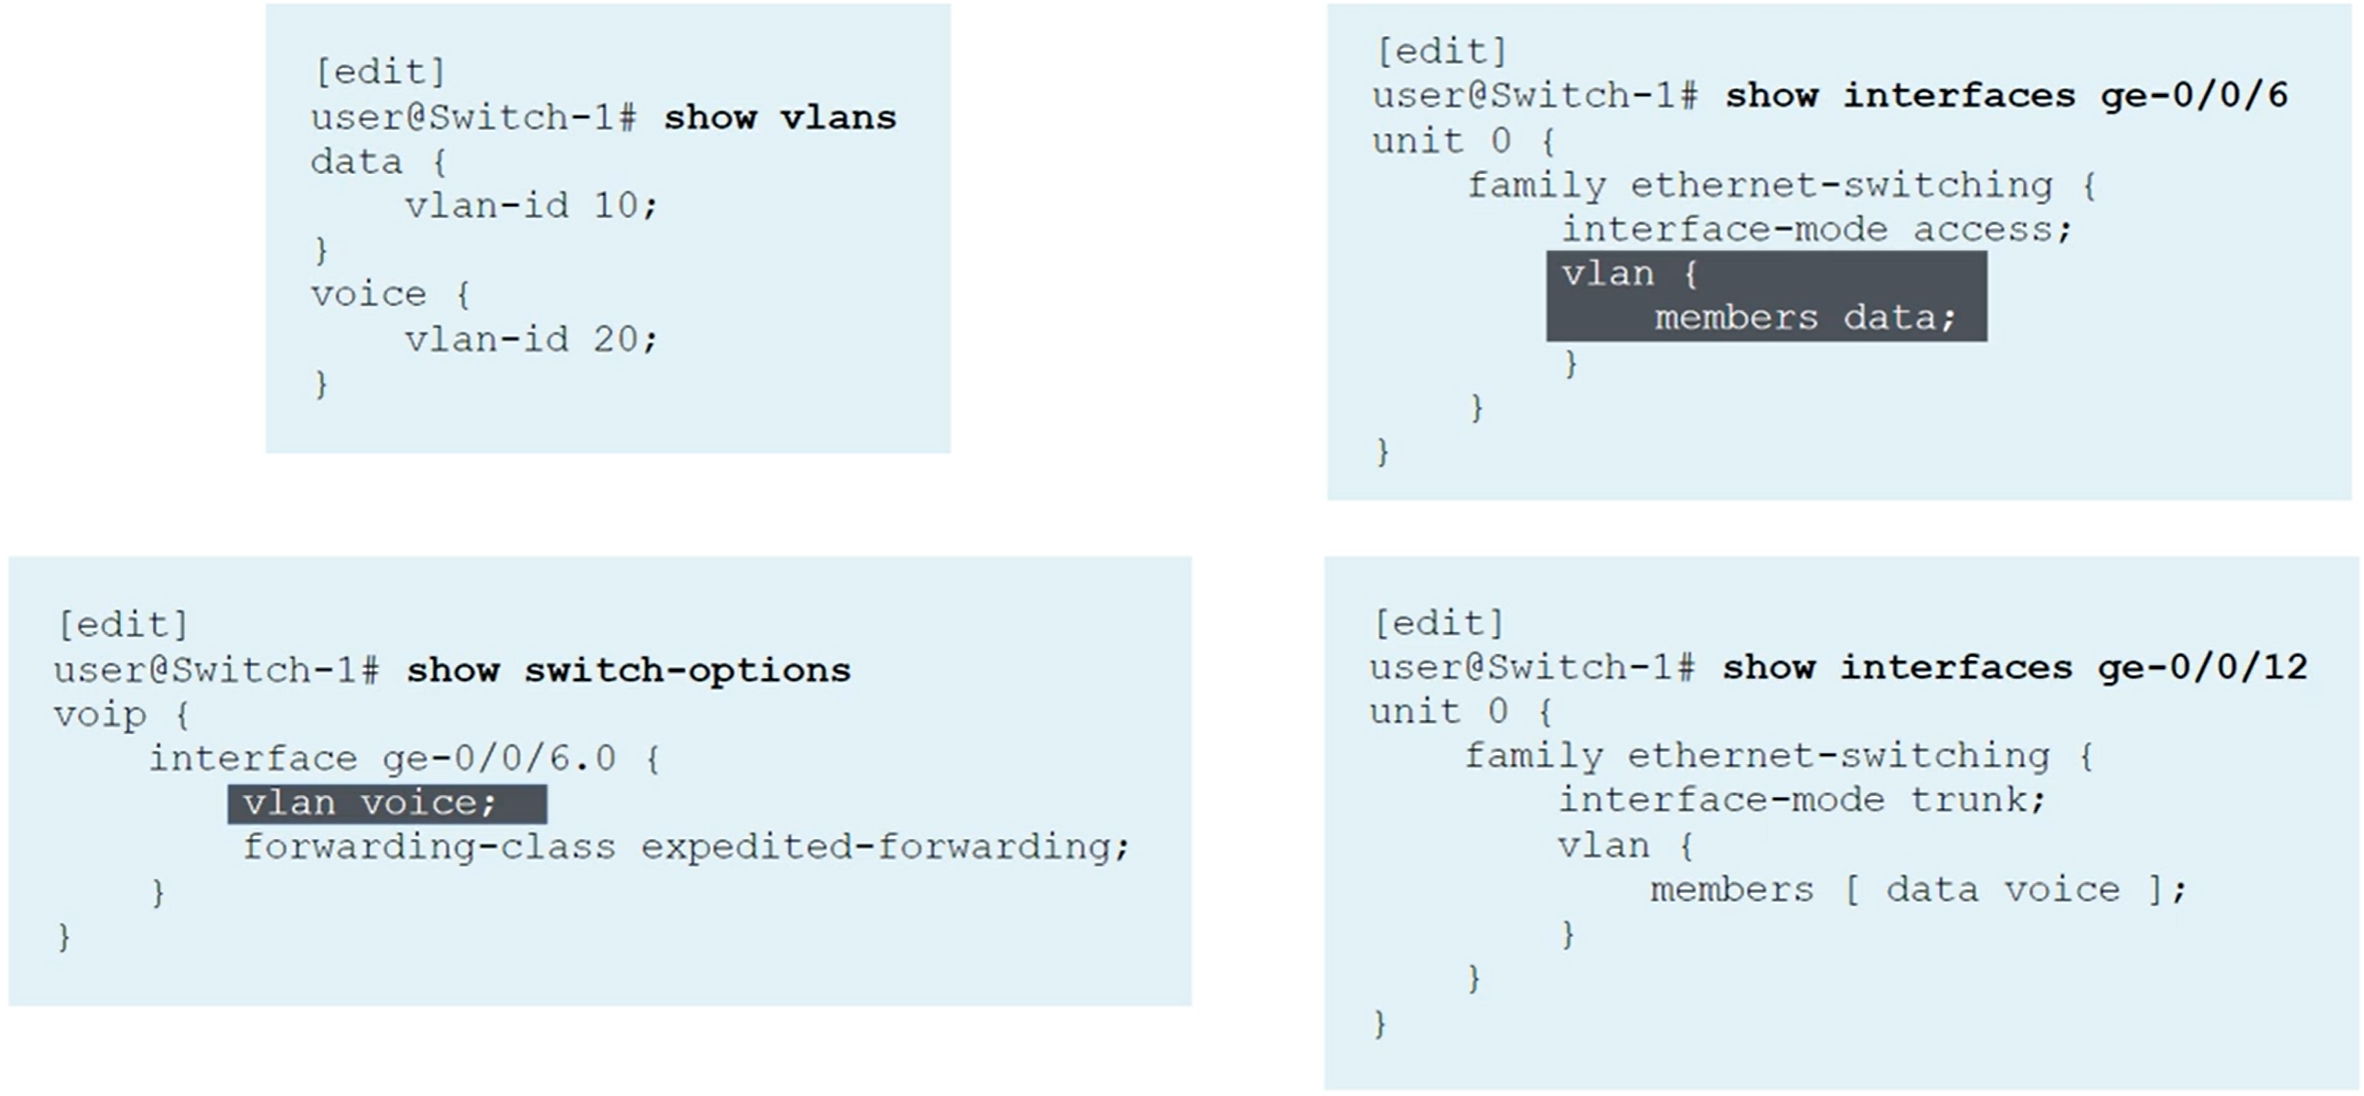 [edit]
user@Switch-1# show vlans
data {
    vlan-id 10;
}
voice {
    vlan-id 20;
}
[edit]
user@Switch-1# show interfaces ge-0/0/6
unit 0 {
    family ethernet-switching {
        interface-mode access;
        vlan {
            members data;
        }
    }
}
[edit]
user@Switch-1# show switch-options
voip {
    interface ge-0/0/6.0 {
        vlan voice;
        forwarding-class expedited-forwarding;
    }
}
[edit]
user@Switch-1# show interfaces ge-0/0/12
unit 0 {
    family ethernet-switching {
        interface-mode trunk;
        vlan {
            members [ data voice ];
        }
    }
}